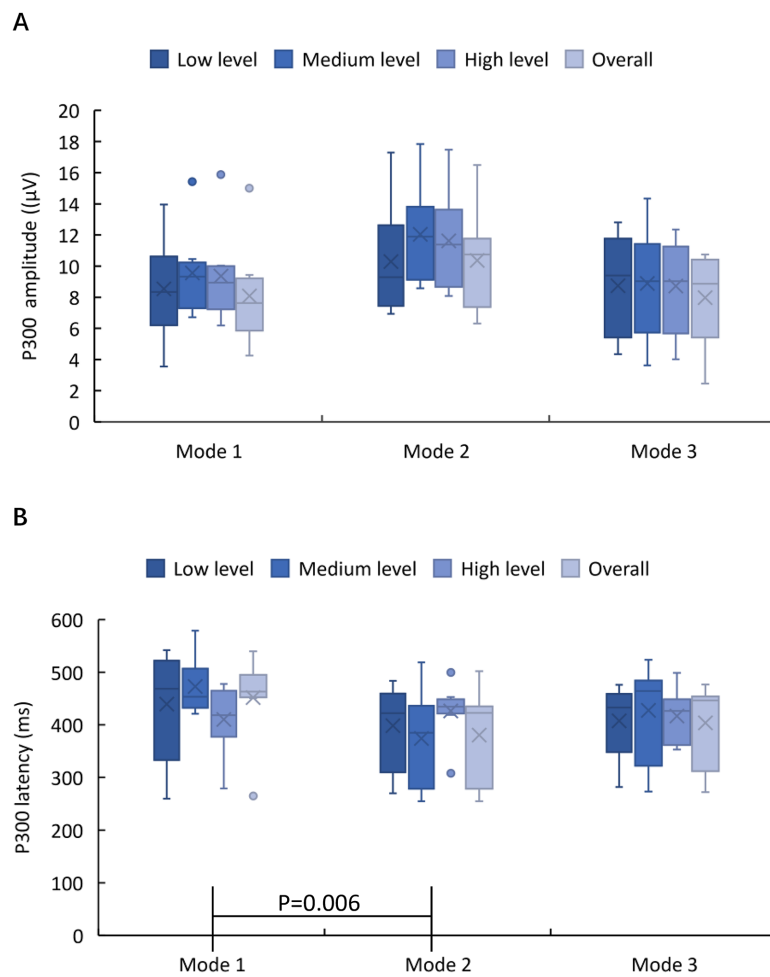 A
Low level Medium level High level Overall
20
18
16
14
12
10
8
6
4
2
0
P300 amplitude ((μV)
Mode 1 Mode 2 Mode 3
B
Low level Medium level High level Overall
600
500
400
300
200
100
0
P300 latency (ms)
P=0.006
Mode 1 Mode 2 Mode 3